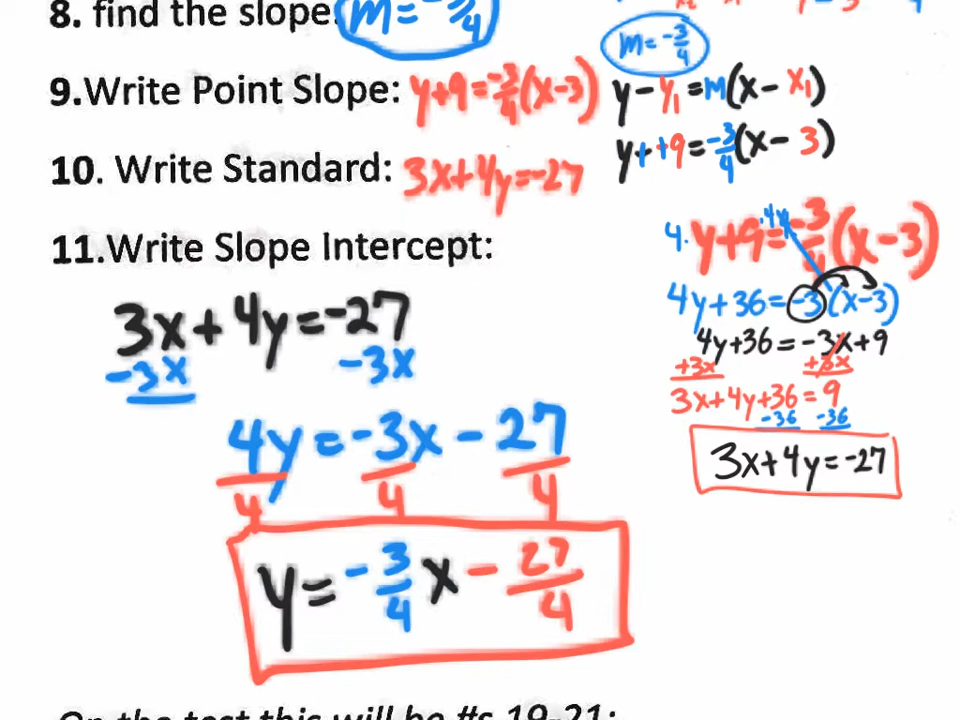 8. find the slope: m = -3/4
m = -3/4
9.Write Point Slope: y+9=-3/4(x-3)
y-y₁=m(x-x₁)
y++9=-3/4(x-3)
10. Write Standard: 3x+4y=-27
11.Write Slope Intercept:
3x+4y=-27
-3x -3x
4y=-3x-27
4 4 4
y=-3/4x-27/4
4. y+9=-3/4(x-3) .4
4y+36=-3(x-3)
4y+36=-3x+9
+3x +3x
3x+4y+36=9
-36 -36
3x+4y=-27
On the test this will be #s 19-21: